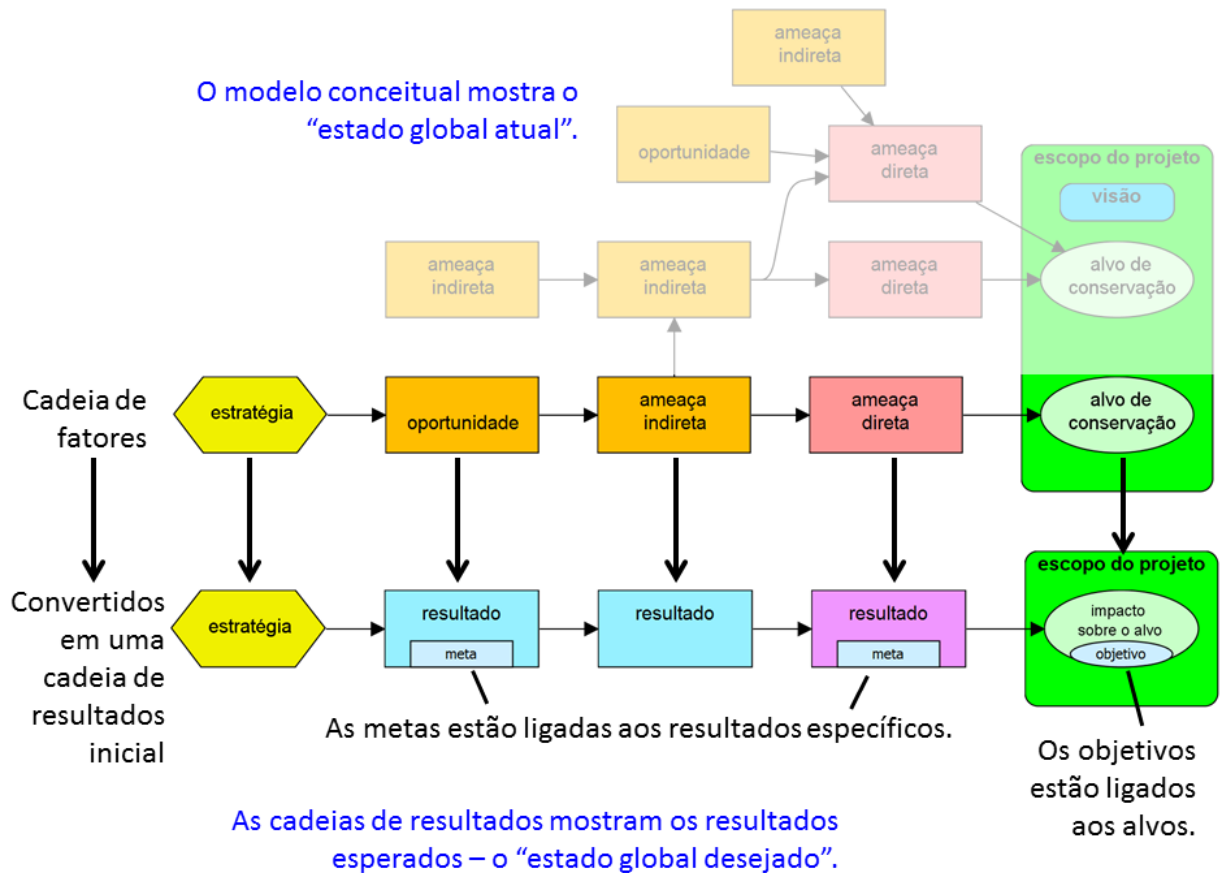 ameaça
indireta
O modelo conceitual mostra o
“estado global atual”.
oportunidade
ameaça
direta
escopo do projeto
visão
ameaça
indireta
ameaça
indireta
ameaça
direta
alvo de
conservação
Cadeia de
fatores
estratégia
oportunidade
ameaça
indireta
ameaça
direta
alvo de
conservação
Convertidos
em uma
cadeia de
resultados
inicial
estratégia
resultado
meta
resultado
resultado
meta
escopo do projeto
impacto
sobre o alvo
objetivo
As metas estão ligadas aos resultados específicos.
Os objetivos
estão ligados
aos alvos.
As cadeias de resultados mostram os resultados
esperados – o “estado global desejado”.